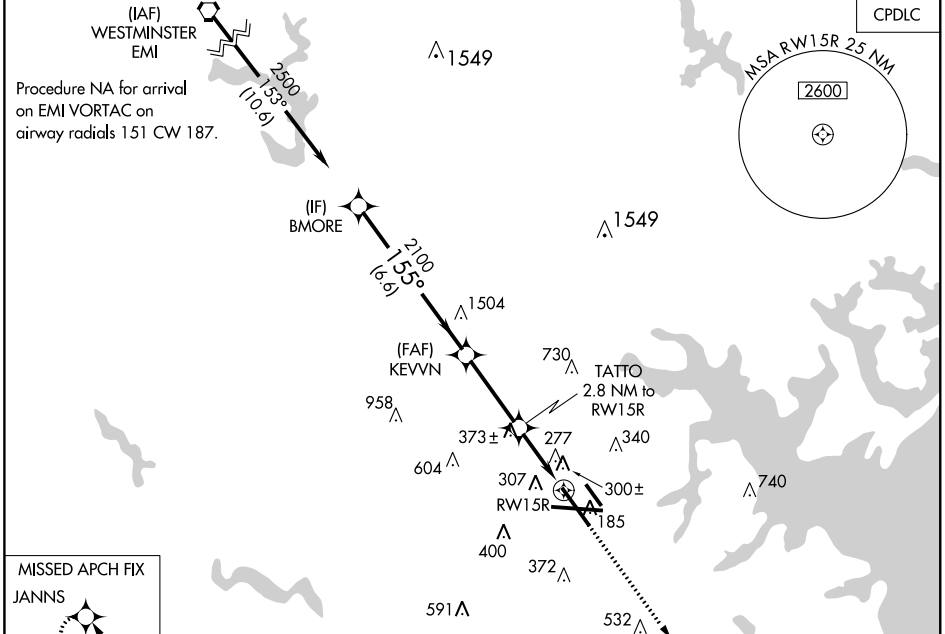 (IAF)
WESTMINSTER
EMI
Procedure NA for arrival
on EMI VORTAC on
airway radials 151 CW 187.
2500
153°
(10.6)
1549
CPDLC
MSA RW15R 25 NM
2600
(IF)
BMORE
1549
2100
155°
(6.6)
1504
(FAF)
KEVVN
730
TATTO
2.8 NM to
RW15R
958
373±
277
340
604
307
300±
740
RW15R
185
400
372
591
532
MISSED APCH FIX
JANNS